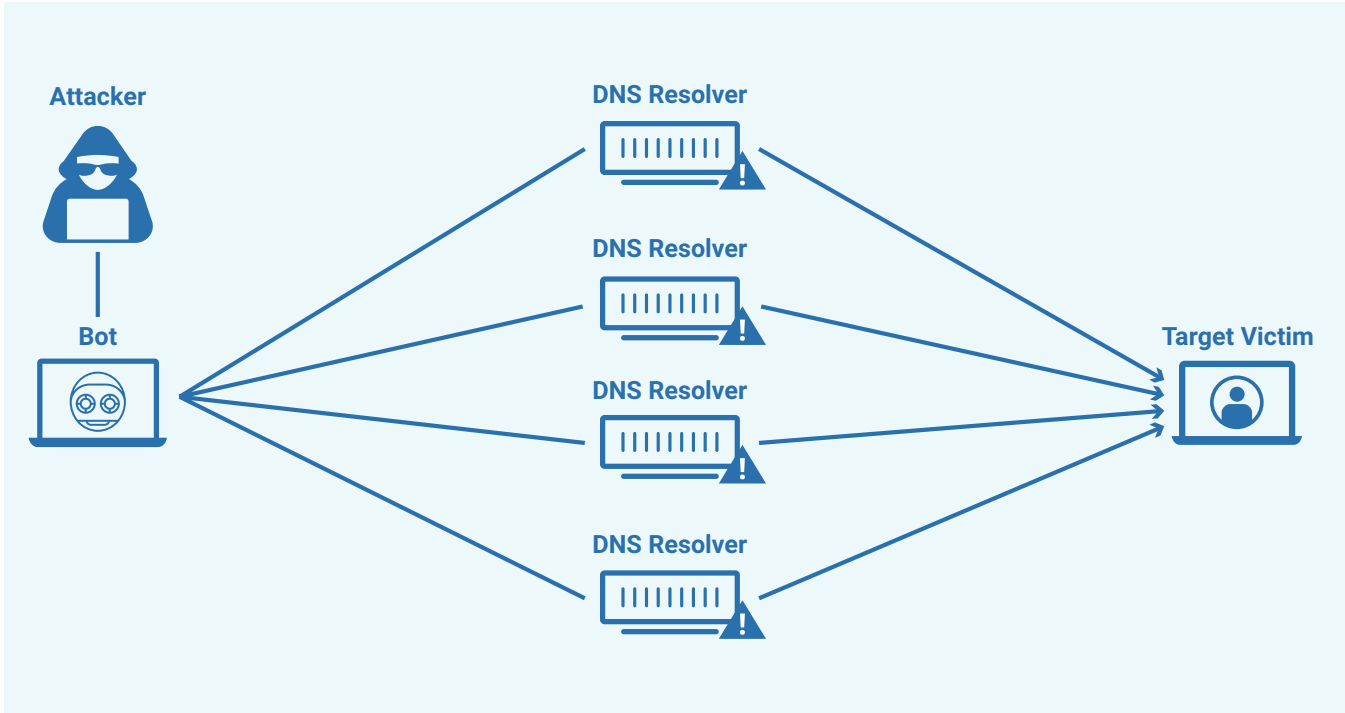 Attacker
Bot
DNS Resolver
DNS Resolver
DNS Resolver
DNS Resolver
Target Victim